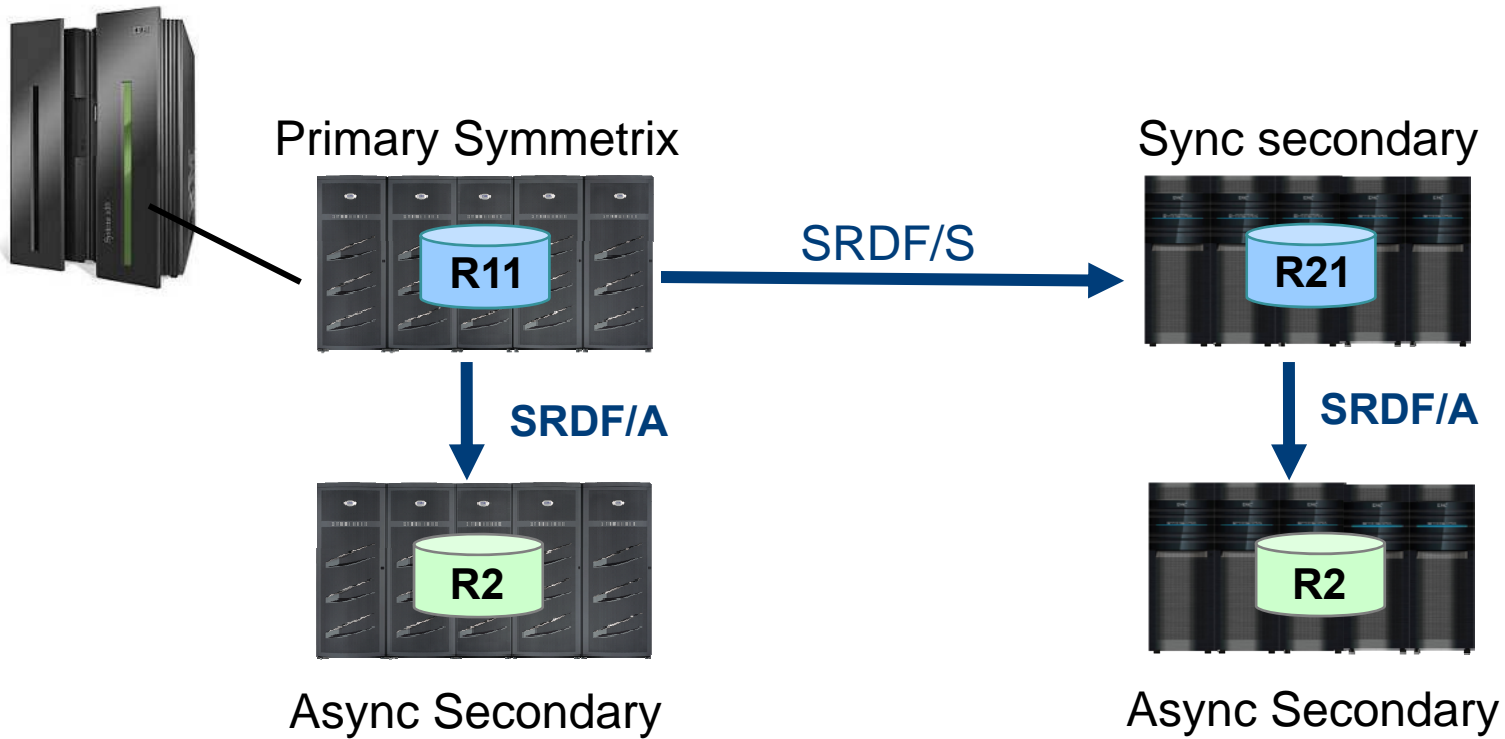 Primary Symmetrix
Sync secondary
R11
SRDF/S
R21
SRDF/A
SRDF/A
R2
R2
Async Secondary
Async Secondary